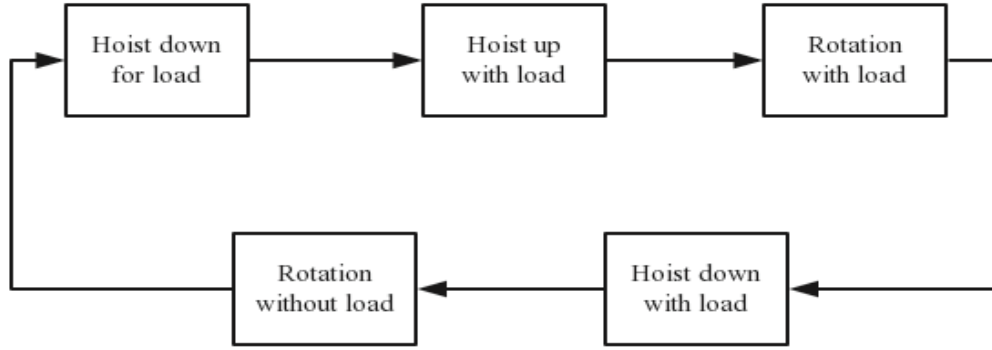 Hoist down
for load
Hoist up
with load
Rotation
with load
Rotation
without load
Hoist down
with load